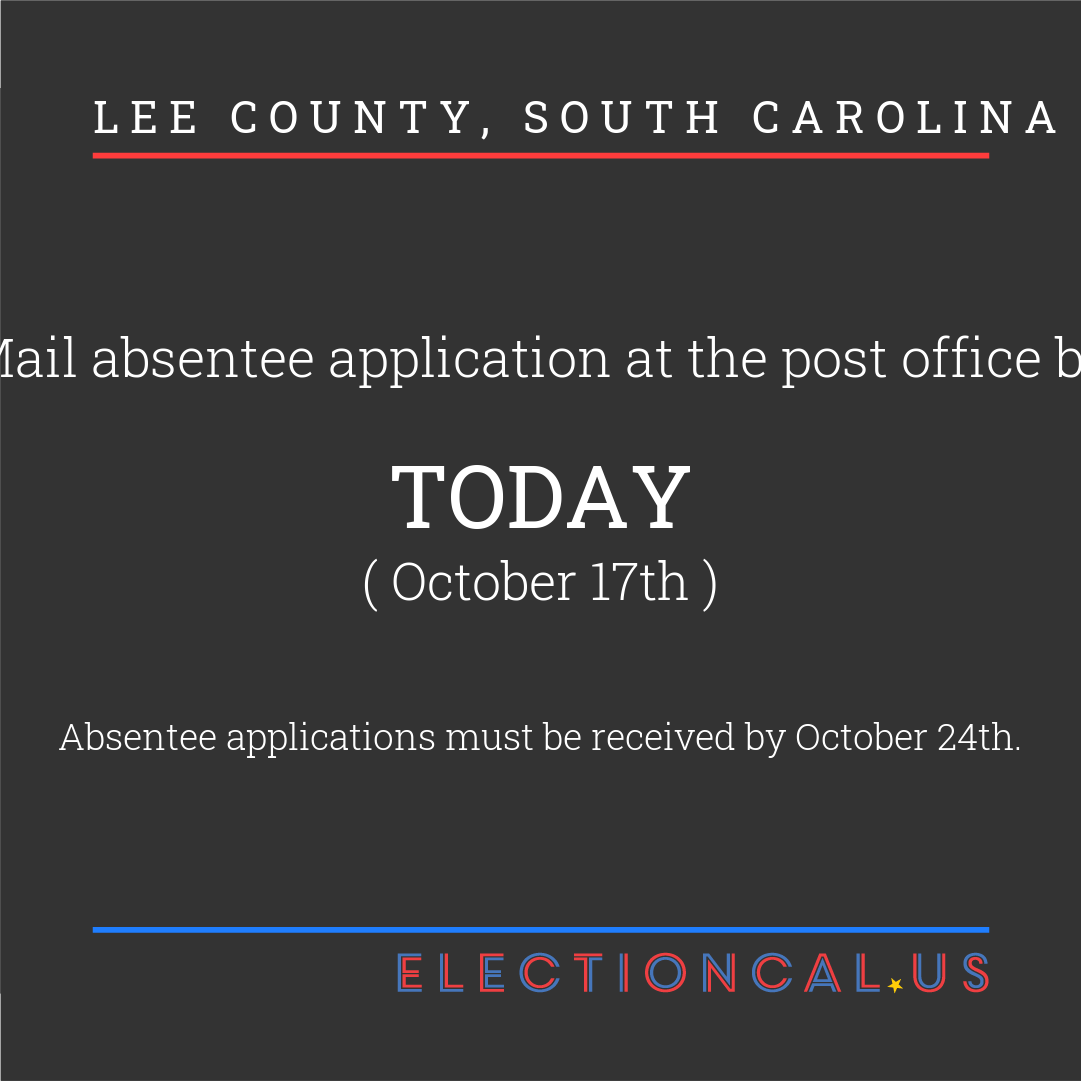 LEE COUNTY, SOUTH CAROLINA
Mail absentee application at the post office b
TODAY
( October 17th )
Absentee applications must be received by October 24th.
ELECTIONCAL.US